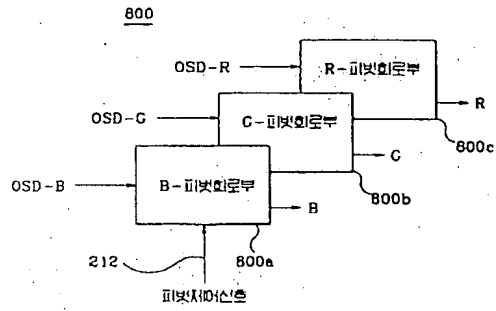 800
OSD-R
R-피벗회로부
R
OSD-G
G-피벗회로부
800c
G
OSD-B
B-피벗회로부
800b
B
212
800a
피벗제어신호